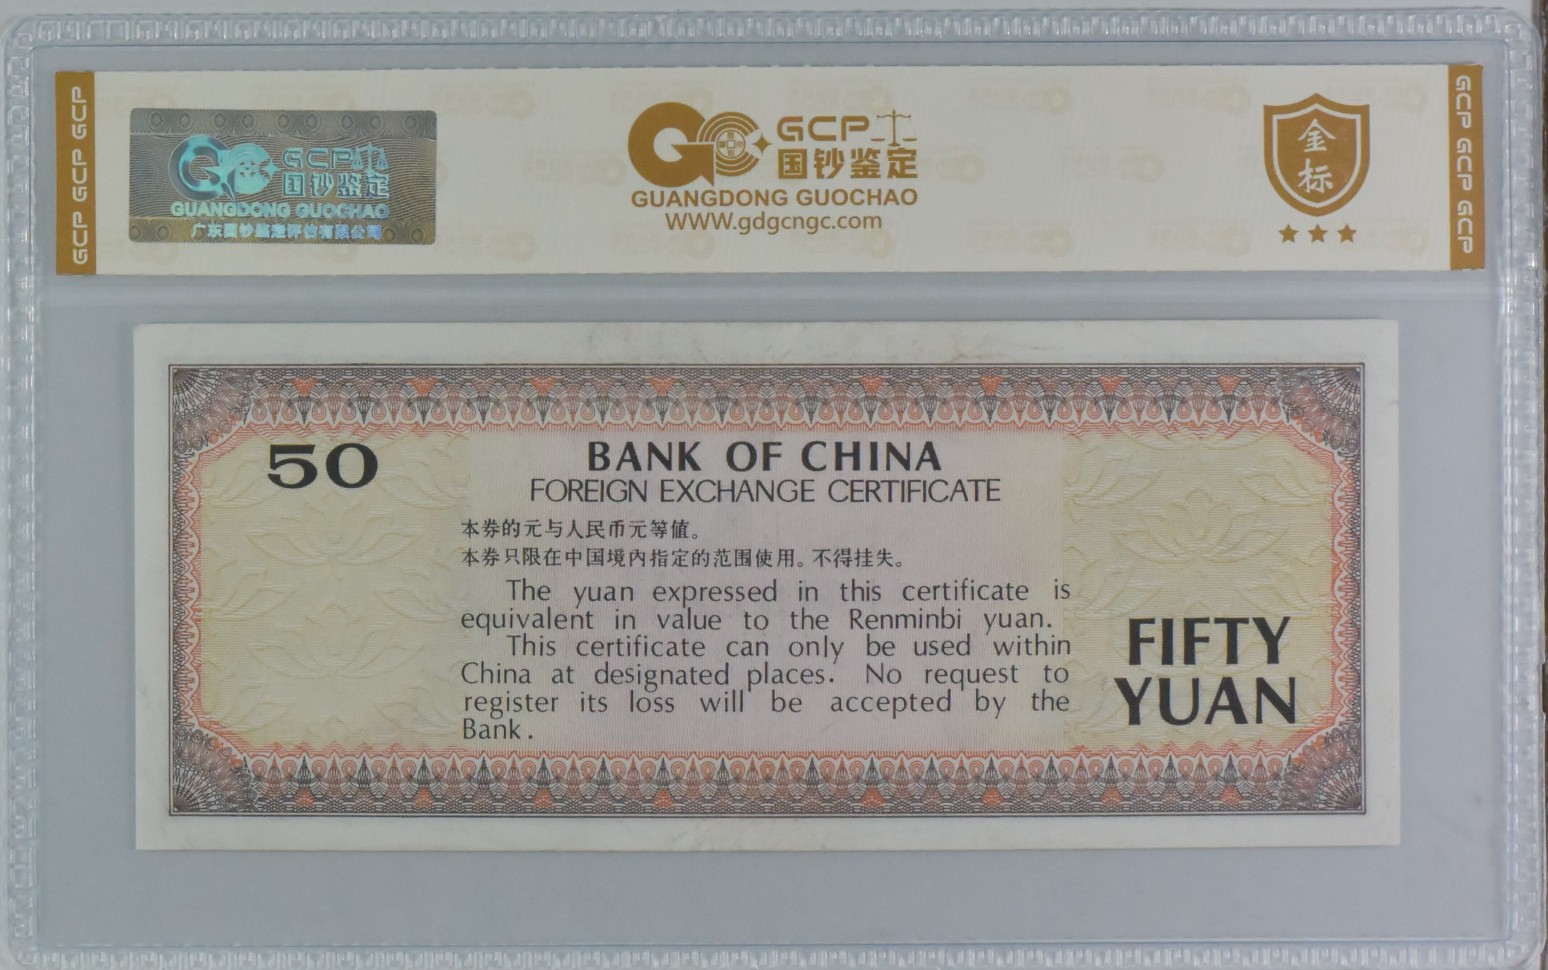 GCP GCP GCP
GCP
国钞鉴定
GUANGDONG GUOCHAO
广东国钞鉴定评估有限公司
GCP
国钞鉴定
GUANGDONG GUOCHAO
WWW.gdgcngc.com
金
标
GCP GCP GCP
50
BANK OF CHINA
FOREIGN EXCHANGE CERTIFICATE
本券的元与人民币元等值。
本券只限在中国境内指定的范围使用。不得挂失。
The yuan expressed in this certificate is
equivalent in value to the Renminbi yuan.
This certificate can only be used within
China at designated places. No request to
register its loss will be accepted by the
Bank.
FIFTY
YUAN